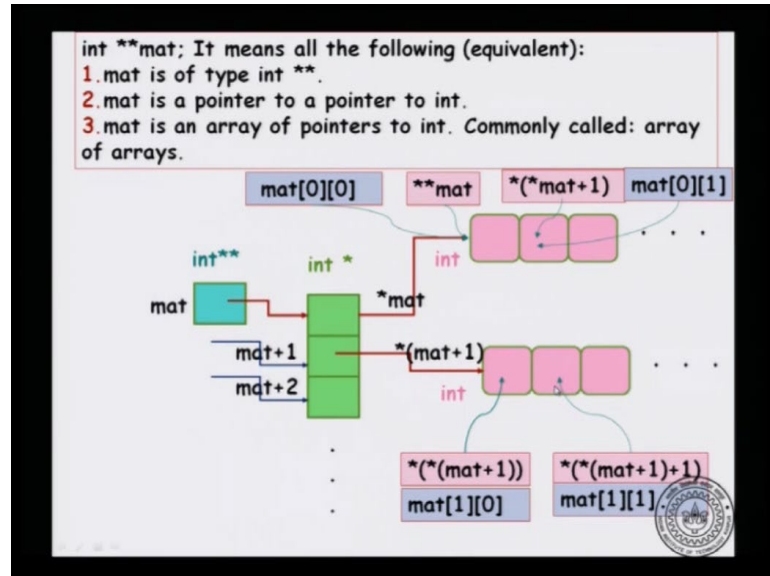 int **mat; It means all the following (equivalent):
1.mat is of type int **.
2.mat is a pointer to a pointer to int.
3.mat is an array of pointers to int. Commonly called: array
of arrays.
mat[0][0]
**mat
*(*mat+1)
mat[0][1]
int**
int *
int
. . .
mat
*mat
mat+1
*(mat+1)
mat+2
int
. . .
*(*(mat+1))
*(*(mat+1)+1)
mat[1][0]
mat[1][1]